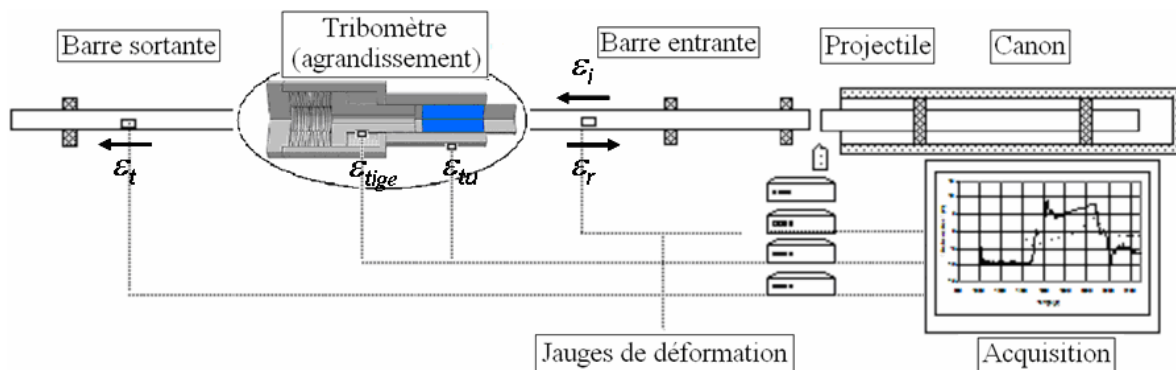 Barre sortante
Tribomètre
(agrandissement)
Barre entrante
Projectile
Canon
εi
εt
εtige
εtu
εr
Jauges de déformation
Acquisition